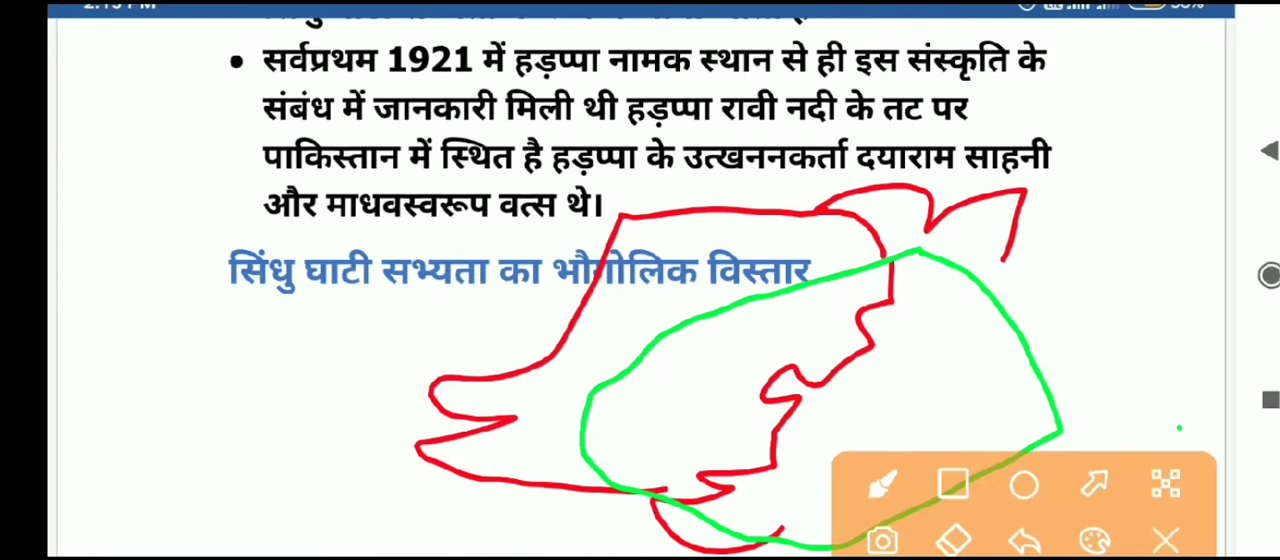 सर्वप्रथम 1921 में हड़प्पा नामक स्थान से ही इस संस्कृति के
संबंध में जानकारी मिली थी हड़प्पा रावी नदी के तट पर
पाकिस्तान में स्थित है हड़प्पा के उत्खननकर्ता दयाराम साहनी
और माधवस्वरूप वत्स थे।
सिंधु घाटी सभ्यता का भौगोलिक विस्तार